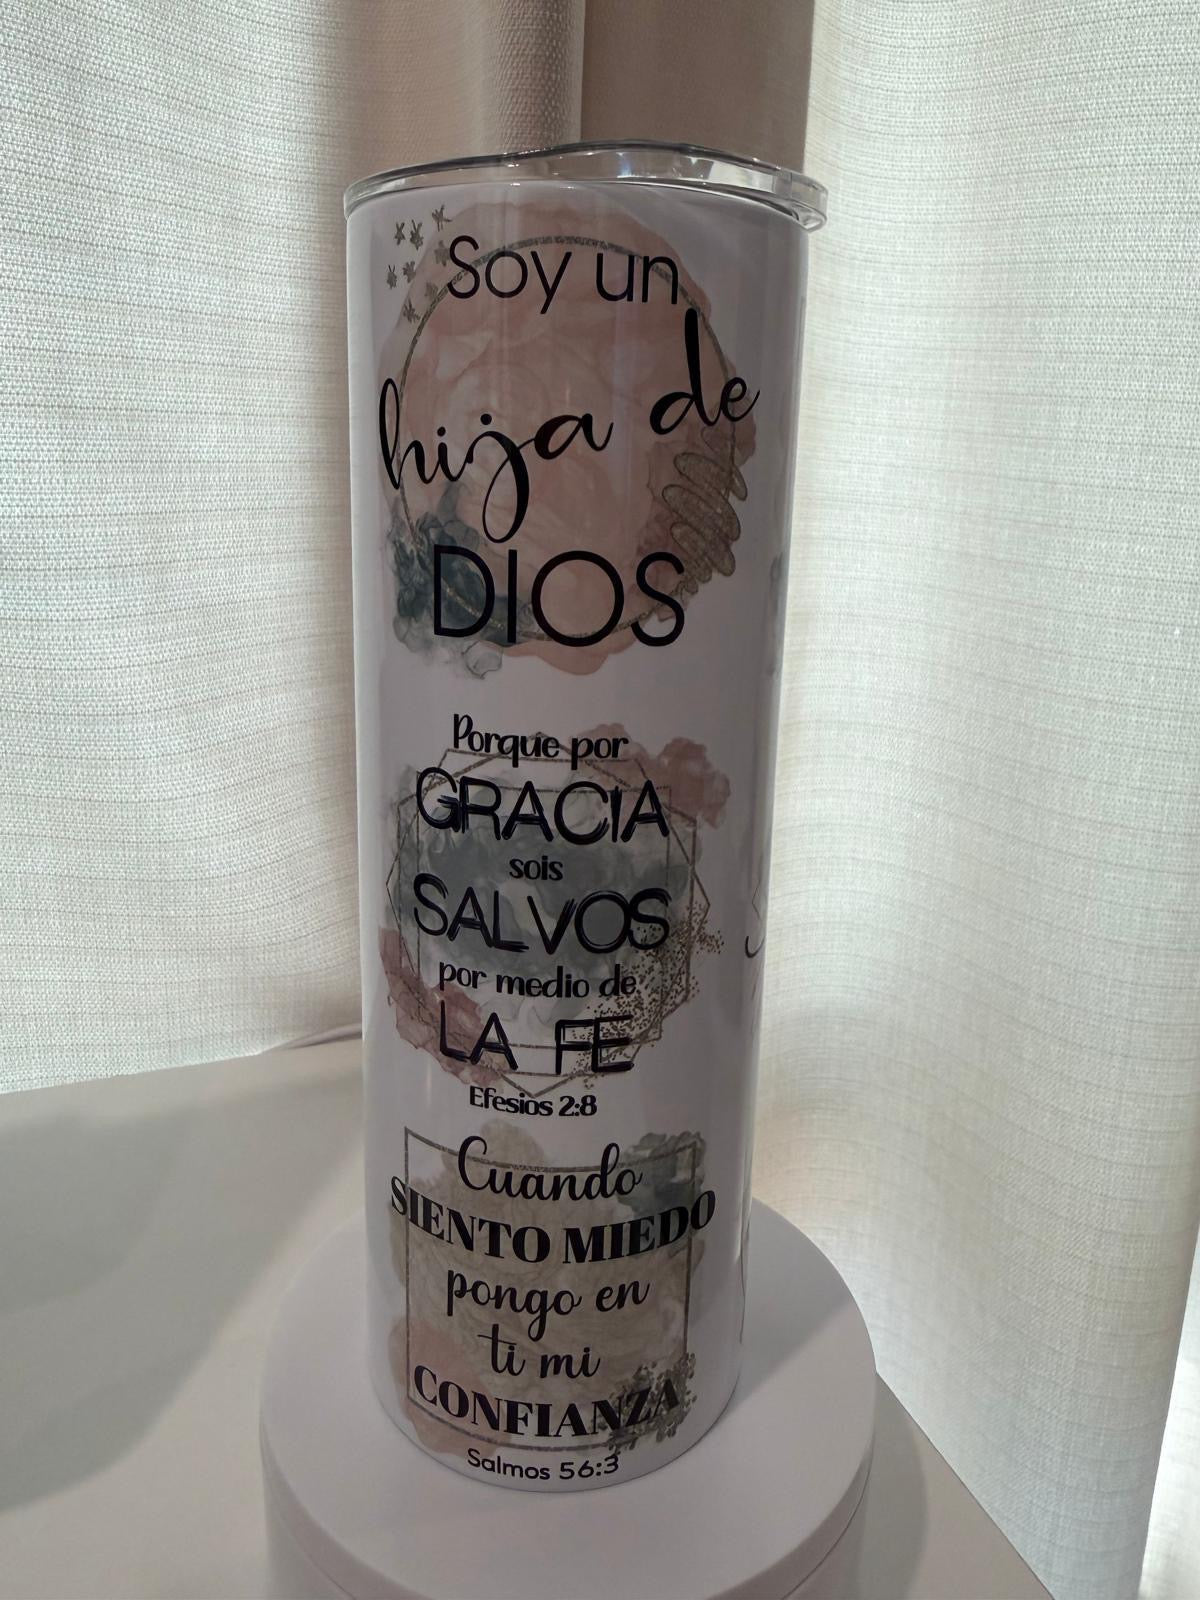 Soy un
hija de
DIOS
Porque por
GRACIA
sois
SALVOS
por medio de
LA FE
Efesios 2:8
Cuando
SIENTO MIEDO
pongo en
ti mi
CONFIANZA
Salmos 56:3